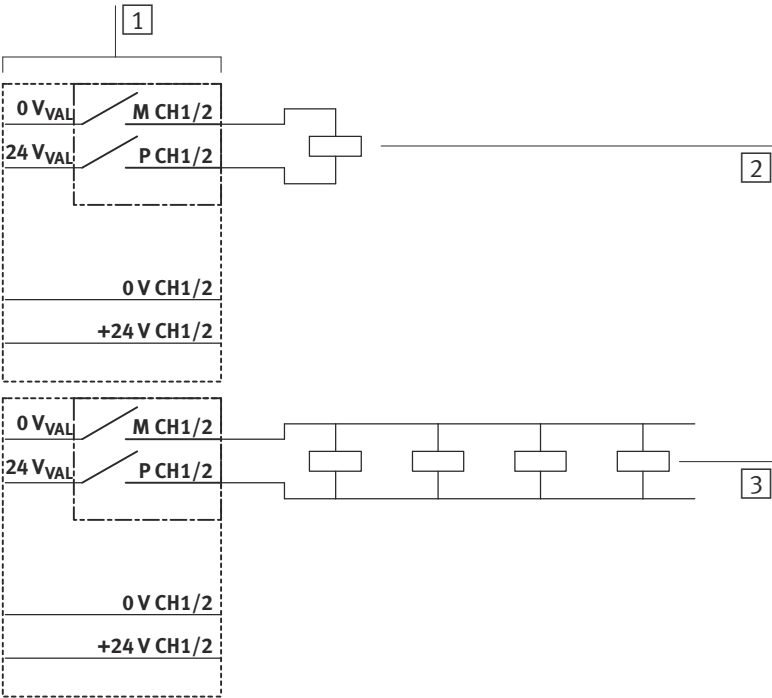 1
0 VVAL M CH1/2
24 VVAL P CH1/2
2
0 V CH1/2
+24 V CH1/2
0 VVAL M CH1/2
24 VVAL P CH1/2
3
0 V CH1/2
+24 V CH1/2